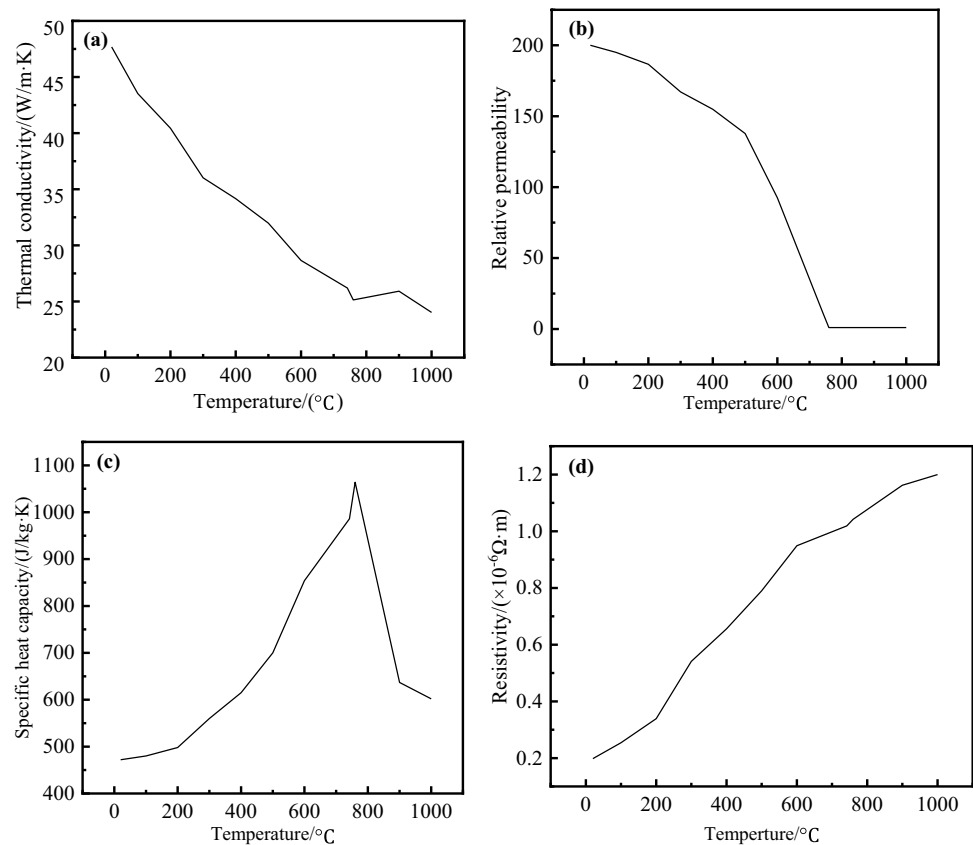 (a)
Thermal conductivity/(W/m·K)
50
45
40
35
30
25
20
0 200 400 600 800 1000
Temperature/(°C)
(b)
Relative permeability
200
150
100
50
0
0 200 400 600 800 1000
Temperature/°C
(c)
Specific heat capacity/(J/kg·K)
1100
1000
900
800
700
600
500
400
0 200 400 600 800 1000
Temperature/°C
(d)
Resistivity/(×10⁻⁶Ω·m)
1.2
1.0
0.8
0.6
0.4
0.2
0 200 400 600 800 1000
Temperture/°C